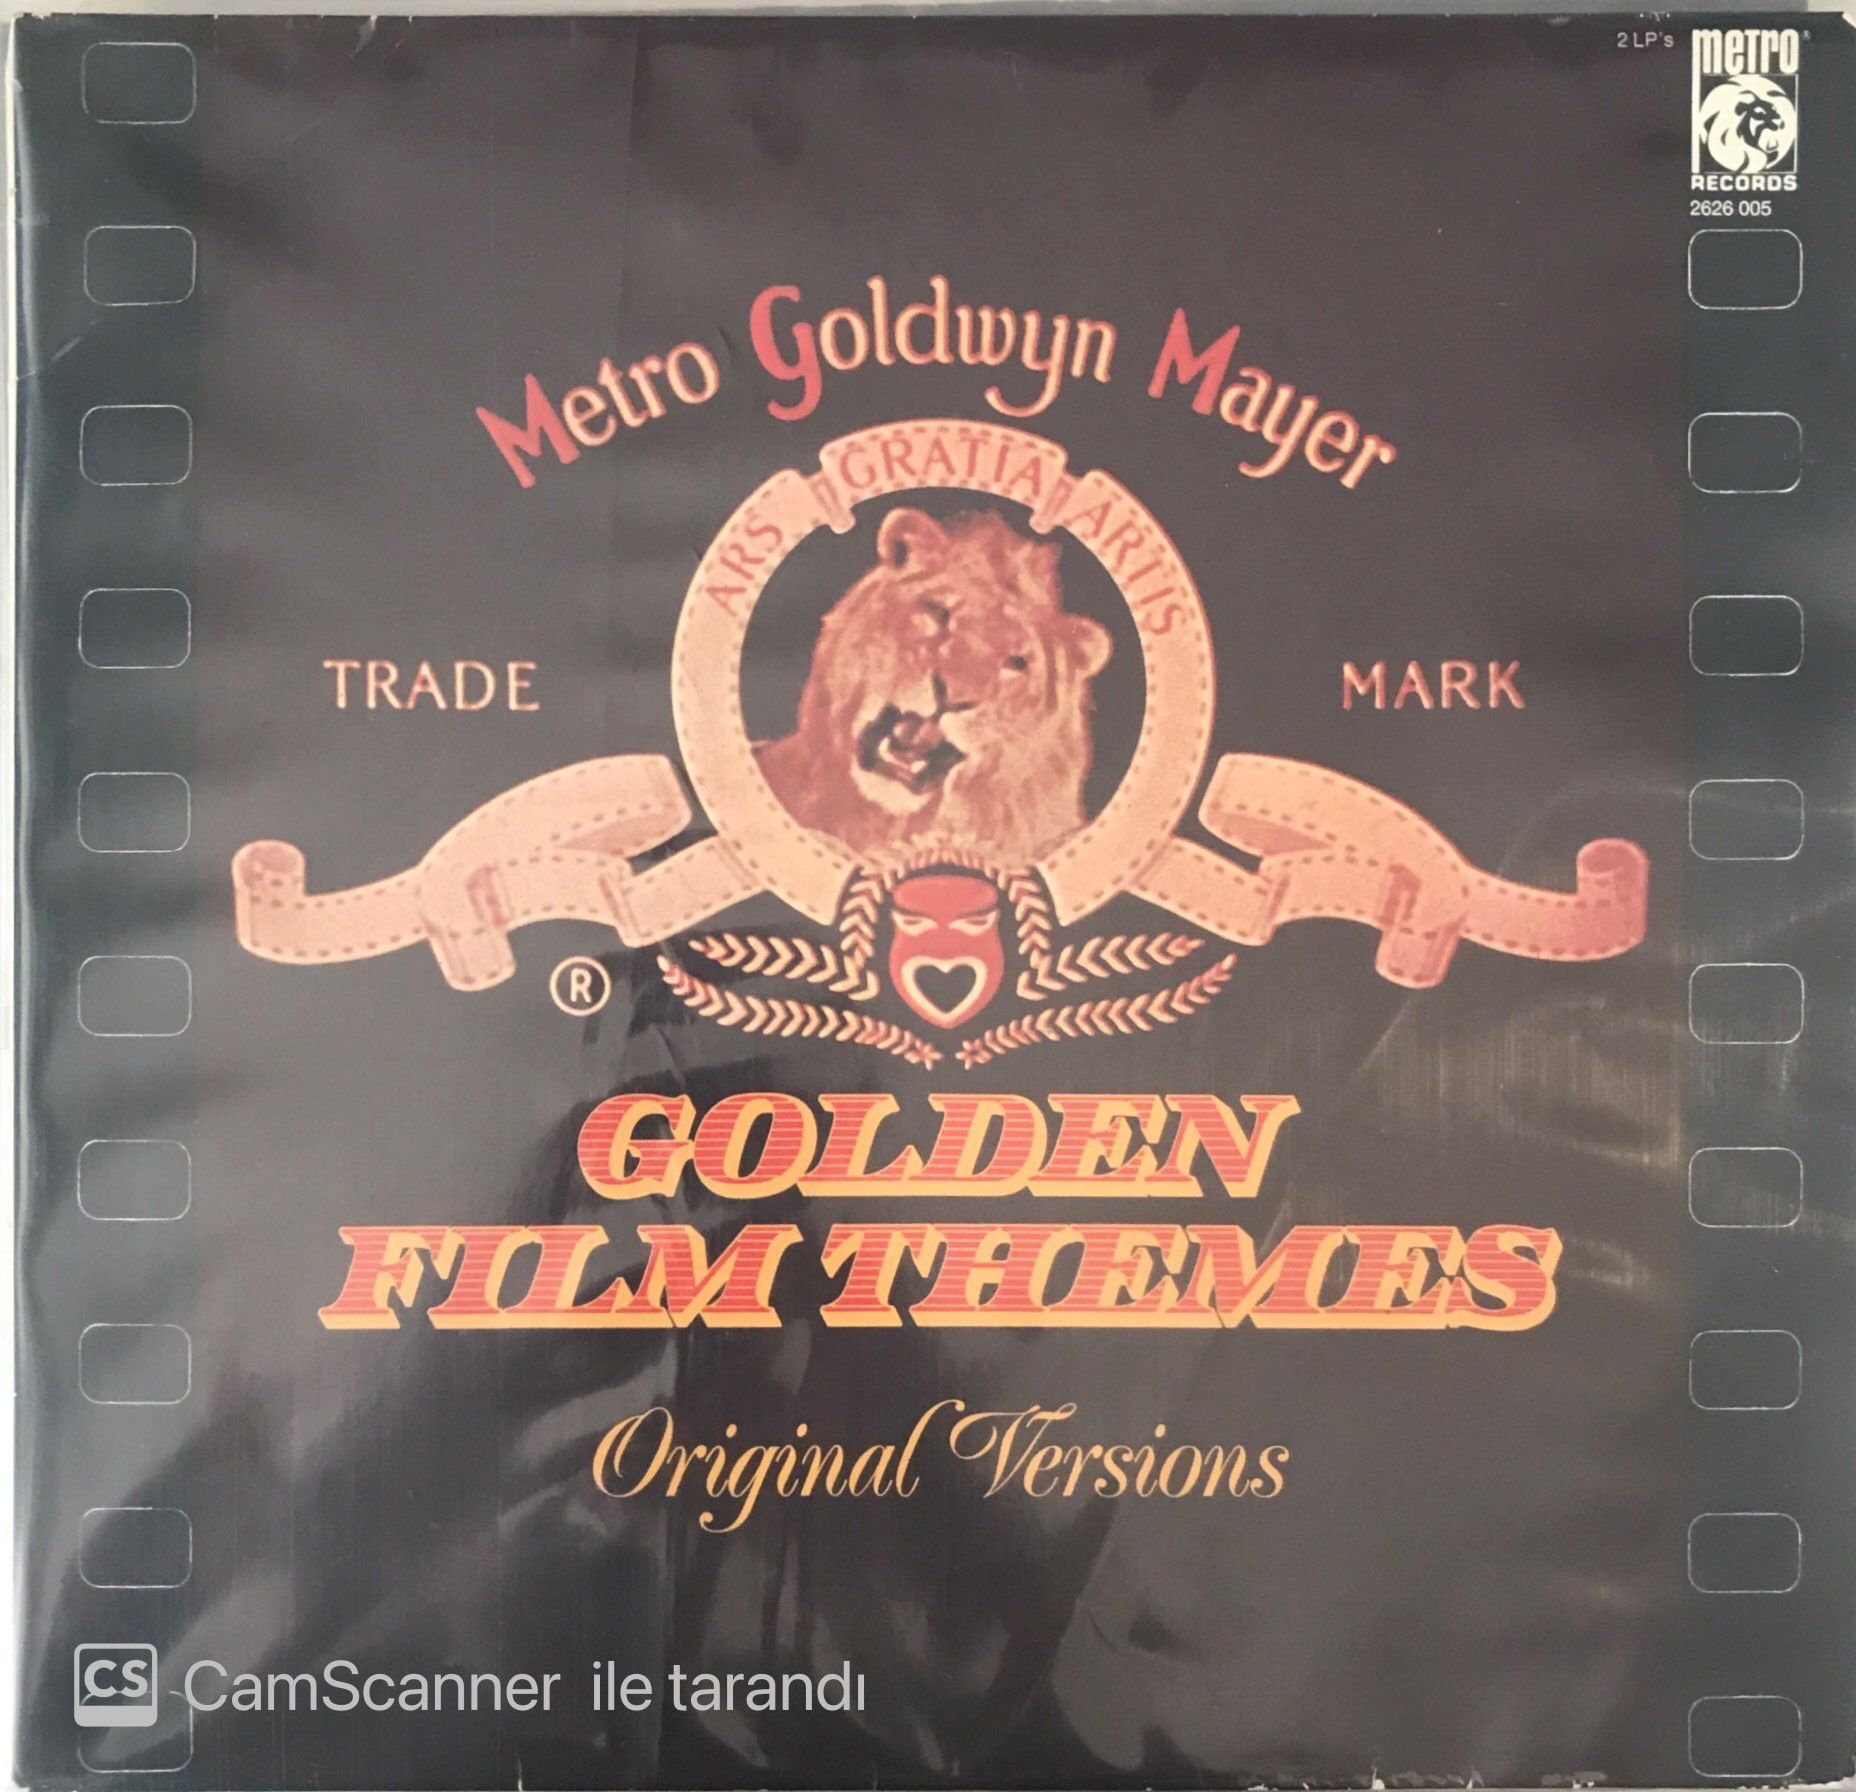 2 LP's
metro®
RECORDS
2626 005
Metro Goldwyn Mayer
ARS GRATIA ARTIS
TRADE MARK
®
GOLDEN
FILM THEMES
Original Versions
CS CamScanner ile tarandı